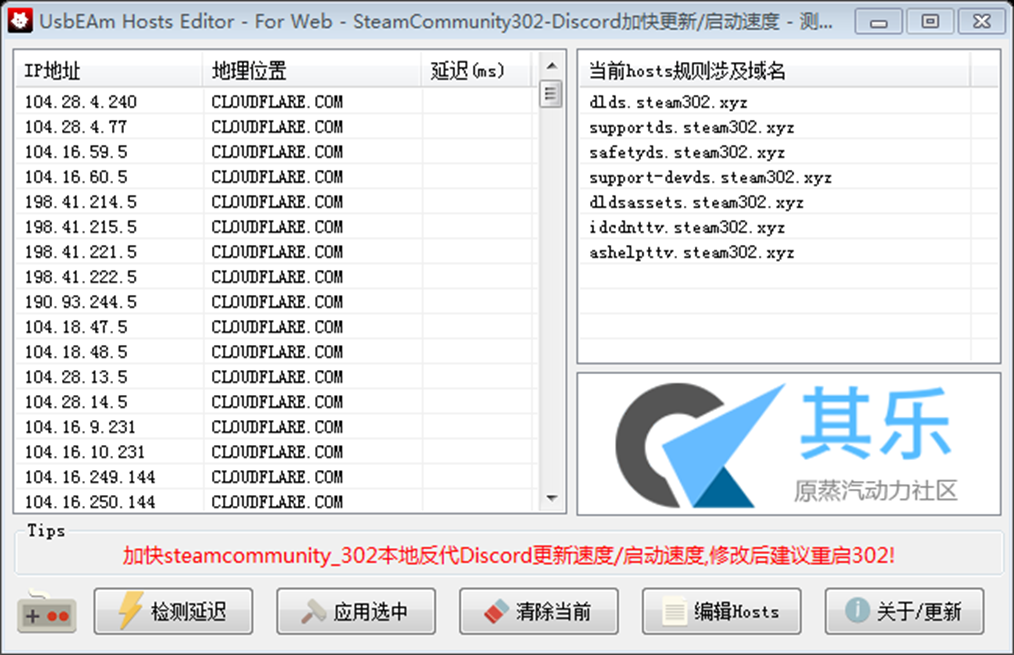 UsbEAm Hosts Editor - For Web - SteamCommunity302-Discord加快更新/启动速度 - 测...
IP地址 地理位置 延迟(ms)
104.28.4.240 CLOUDFLARE.COM
104.28.4.77 CLOUDFLARE.COM
104.16.59.5 CLOUDFLARE.COM
104.16.60.5 CLOUDFLARE.COM
198.41.214.5 CLOUDFLARE.COM
198.41.215.5 CLOUDFLARE.COM
198.41.221.5 CLOUDFLARE.COM
198.41.222.5 CLOUDFLARE.COM
190.93.244.5 CLOUDFLARE.COM
104.18.47.5 CLOUDFLARE.COM
104.18.48.5 CLOUDFLARE.COM
104.28.13.5 CLOUDFLARE.COM
104.28.14.5 CLOUDFLARE.COM
104.16.9.231 CLOUDFLARE.COM
104.16.10.231 CLOUDFLARE.COM
104.16.249.144 CLOUDFLARE.COM
104.16.250.144 CLOUDFLARE.COM
当前hosts规则涉及域名
dlds.steam302.xyz
supportds.steam302.xyz
safetyds.steam302.xyz
support-devds.steam302.xyz
dldsassets.steam302.xyz
idcdnttv.steam302.xyz
ashelpttv.steam302.xyz
其乐
原蒸汽动力社区
Tips
加快steamcommunity_302本地反代Discord更新速度/启动速度,修改后建议重启302!
检测延迟
应用选中
清除当前
编辑Hosts
关于/更新